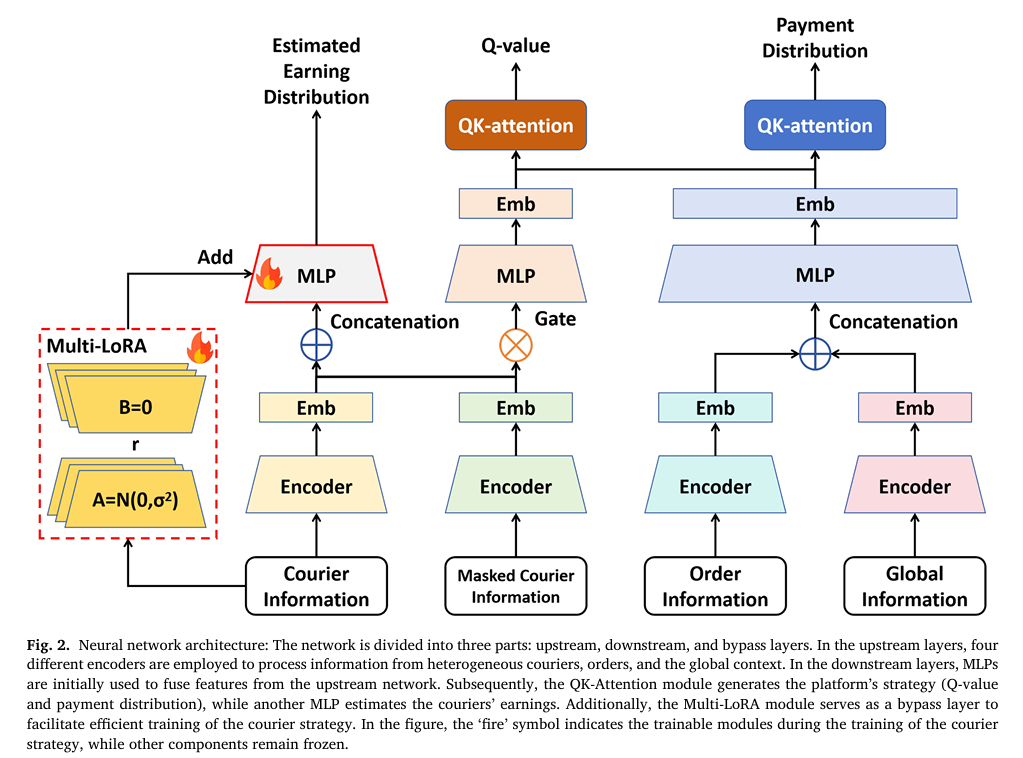 Estimated
Earning
Distribution
Q-value
Payment
Distribution
QK-attention
QK-attention
Emb
Emb
Add
MLP
MLP
MLP
Concatenation
Gate
Concatenation
Multi-LoRA
B=0
r
A=N(0,σ²)
Emb
Emb
Emb
Emb
Encoder
Encoder
Encoder
Encoder
Courier
Information
Masked Courier
Information
Order
Information
Global
Information
Fig. 2. Neural network architecture: The network is divided into three parts: upstream, downstream, and bypass layers. In the upstream layers, four
different encoders are employed to process information from heterogeneous couriers, orders, and the global context. In the downstream layers, MLPs
are initially used to fuse features from the upstream network. Subsequently, the QK-Attention module generates the platform's strategy (Q-value
and payment distribution), while another MLP estimates the couriers' earnings. Additionally, the Multi-LoRA module serves as a bypass layer to
facilitate efficient training of the courier strategy. In the figure, the 'fire' symbol indicates the trainable modules during the training of the courier
strategy, while other components remain frozen.